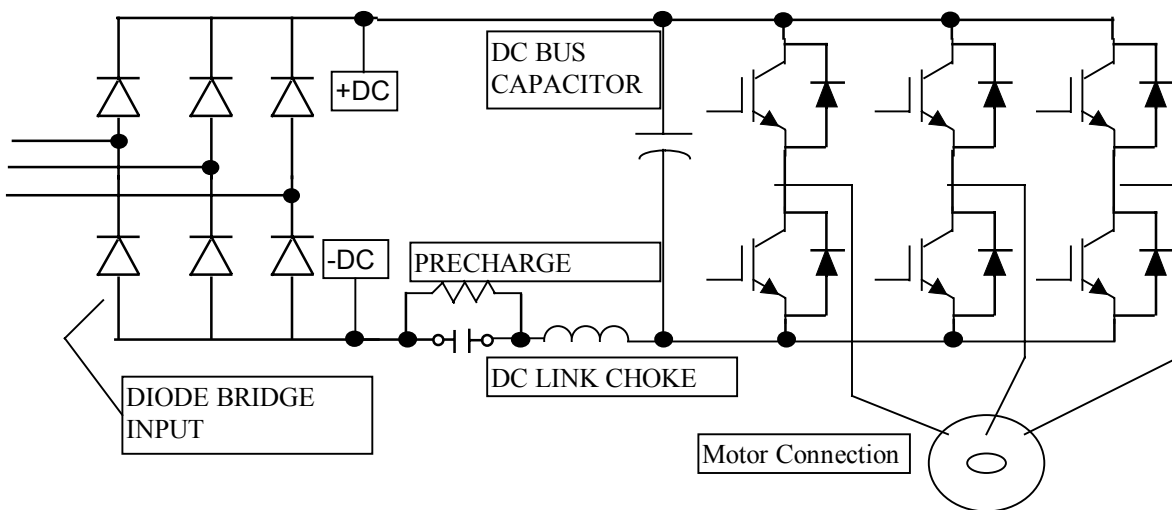 DC BUS
CAPACITOR
+DC
-DC
PRECHARGE
DC LINK CHOKE
DIODE BRIDGE
INPUT
Motor Connection